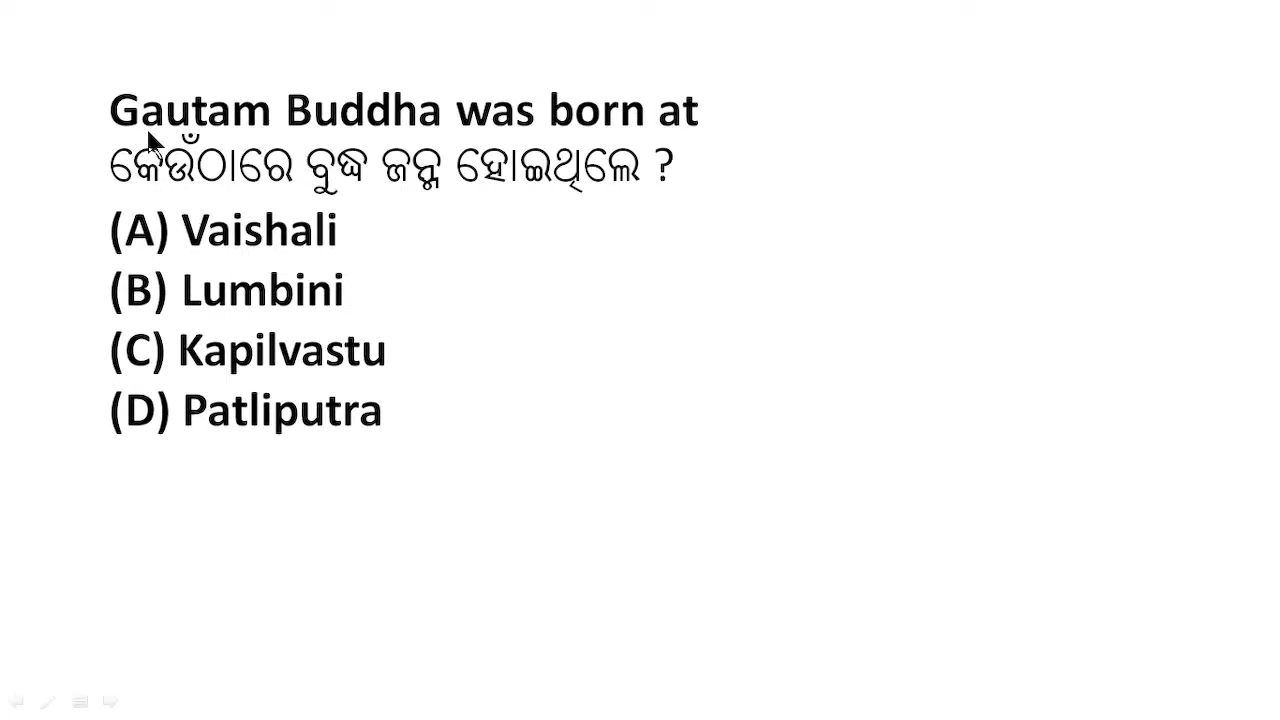 Gautam Buddha was born at
କେଉଁଠାରେ ବୁଦ୍ଧ ଜନ୍ମ ହୋଇଥିଲେ ?
(A) Vaishali
(B) Lumbini
(C) Kapilvastu
(D) Patliputra